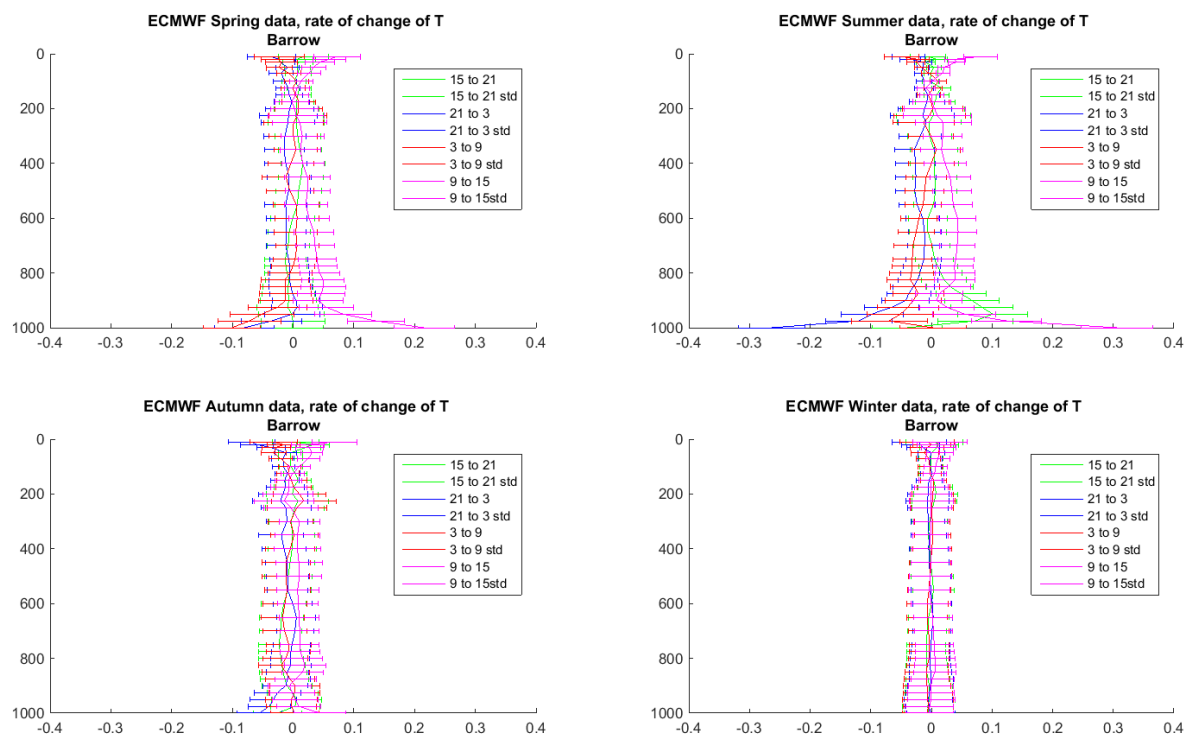 ECMWF Spring data, rate of change of T
Barrow
0
200
400
600
800
1000
-0.4
-0.3
-0.2
-0.1
0
0.1
0.2
0.3
0.4
15 to 21
15 to 21 std
21 to 3
21 to 3 std
3 to 9
3 to 9 std
9 to 15
9 to 15std
ECMWF Summer data, rate of change of T
Barrow
0
200
400
600
800
1000
-0.4
-0.3
-0.2
-0.1
0
0.1
0.2
0.3
0.4
15 to 21
15 to 21 std
21 to 3
21 to 3 std
3 to 9
3 to 9 std
9 to 15
9 to 15std
ECMWF Autumn data, rate of change of T
Barrow
0
200
400
600
800
1000
-0.4
-0.3
-0.2
-0.1
0
0.1
0.2
0.3
0.4
15 to 21
15 to 21 std
21 to 3
21 to 3 std
3 to 9
3 to 9 std
9 to 15
9 to 15std
ECMWF Winter data, rate of change of T
Barrow
0
200
400
600
800
1000
-0.4
-0.3
-0.2
-0.1
0
0.1
0.2
0.3
0.4
15 to 21
15 to 21 std
21 to 3
21 to 3 std
3 to 9
3 to 9 std
9 to 15
9 to 15std